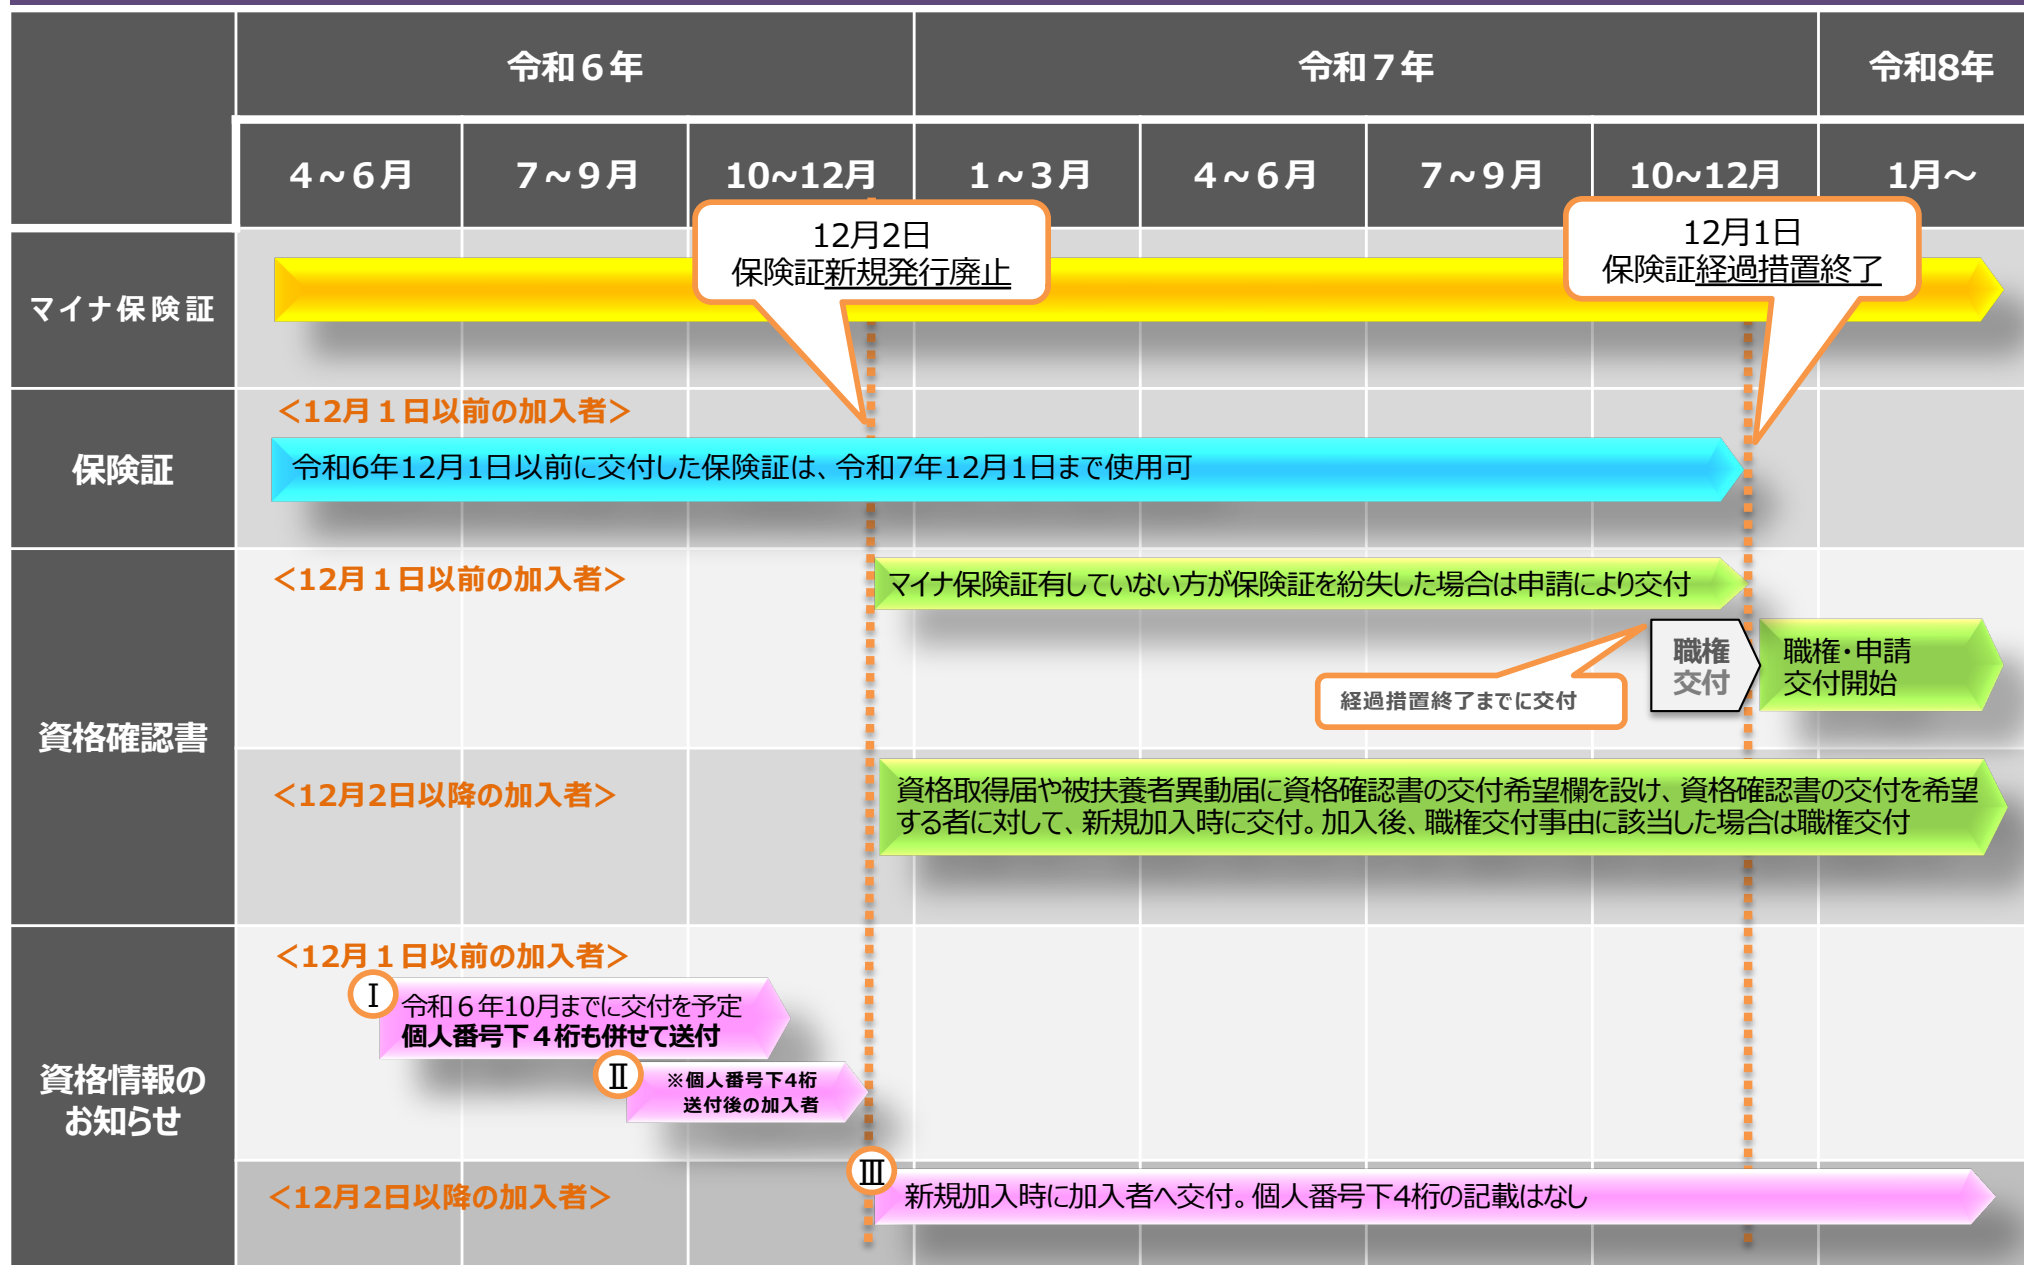 令和６年
令和７年
令和8年
４~６月
７~９月
10~12月
１~３月
４~６月
７~９月
10~12月
1月～
12月2日
保険証新規発行廃止
12月1日
保険証経過措置終了
マイナ保険証
＜12月１日以前の加入者＞
保険証
令和6年12月1日以前に交付した保険証は、令和7年12月1日まで使用可
資格確認書
＜12月１日以前の加入者＞
マイナ保険証有していない方が保険証を紛失した場合は申請により交付
職権
交付
職権・申請
交付開始
経過措置終了までに交付
＜12月2日以降の加入者＞
資格取得届や被扶養者異動届に資格確認書の交付希望欄を設け、資格確認書の交付を希望
する者に対して、新規加入時に交付。加入後、職権交付事由に該当した場合は職権交付
資格情報の
お知らせ
＜12月１日以前の加入者＞
Ⅰ
令和６年10月までに交付を予定
個人番号下４桁も併せて送付
Ⅱ
※個人番号下4桁
送付後の加入者
＜12月2日以降の加入者＞
Ⅲ
新規加入時に加入者へ交付。個人番号下4桁の記載はなし